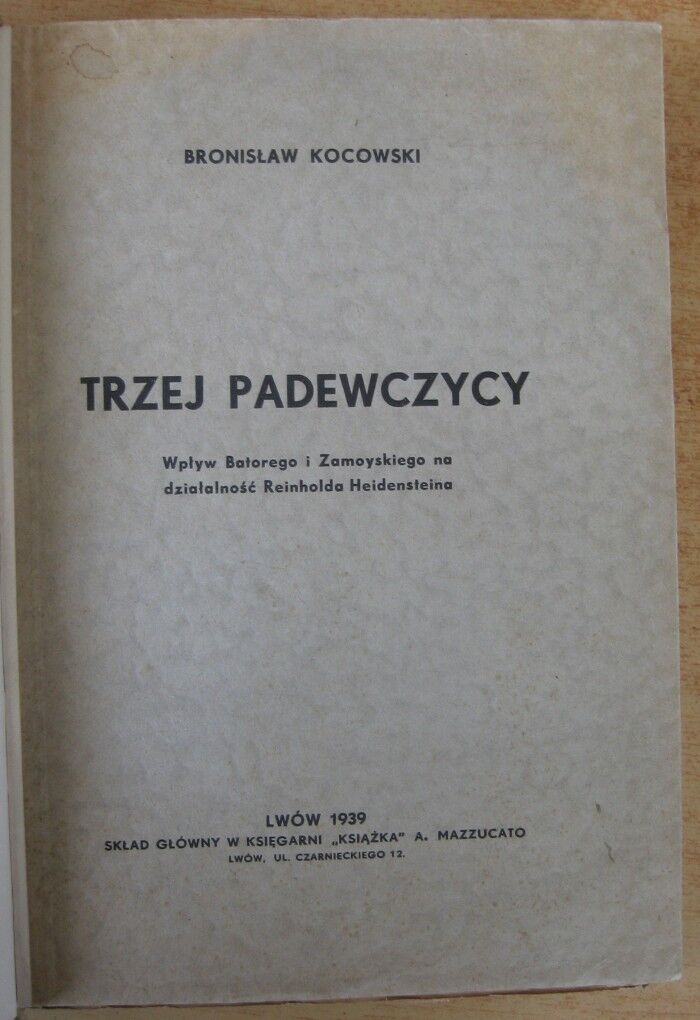 BRONISŁAW KOCOWSKI
TRZEJ PADEWCZYCY
Wpływ Batorego i Zamoyskiego na
działalność Reinholda Heidensteina
LWÓW 1939
SKŁAD GŁÓWNY W KSIĘGARNI „KSIĄŻKA” A. MAZZUCATO
LWÓW, UL. CZARNIECKIEGO 12.